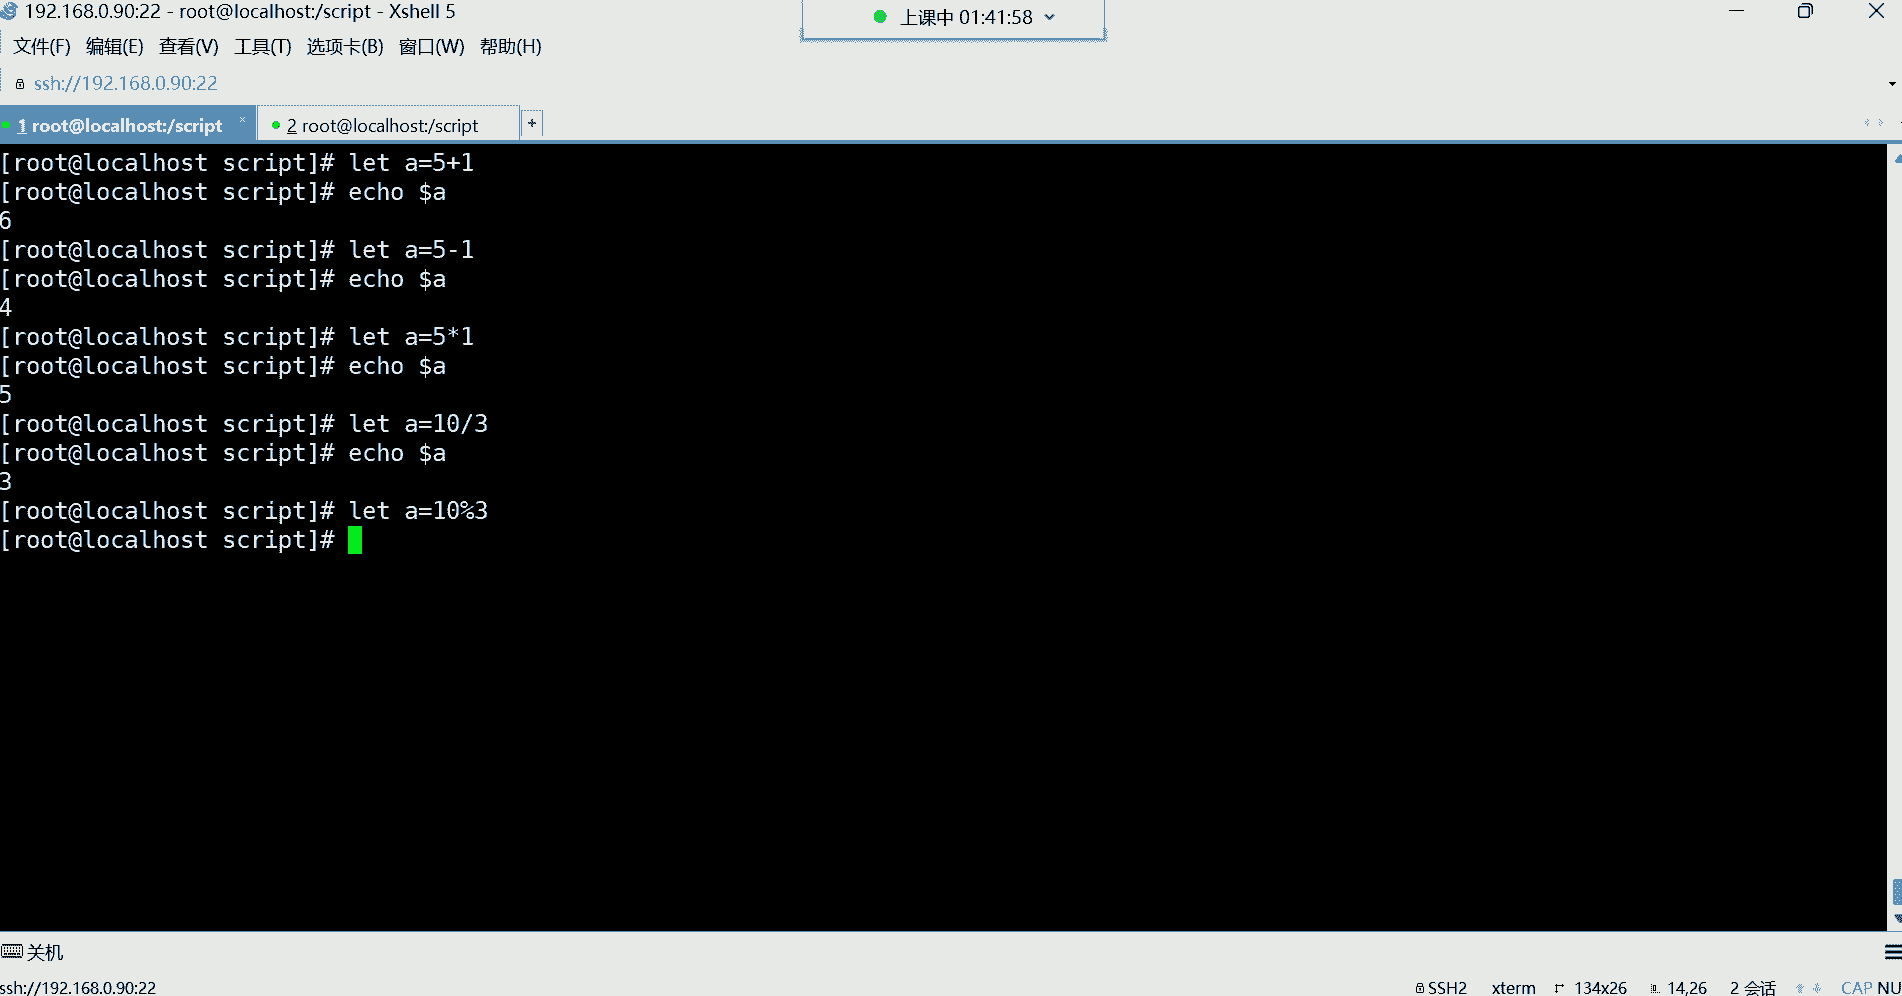 192.168.0.90:22 - root@localhost:/script - Xshell 5
上课中 01:41:58
文件(F) 编辑(E) 查看(V) 工具(T) 选项卡(B) 窗口(W) 帮助(H)
ssh://192.168.0.90:22
1 root@localhost:/script × 2 root@localhost:/script +
[root@localhost script]# let a=5+1
[root@localhost script]# echo $a
6
[root@localhost script]# let a=5-1
[root@localhost script]# echo $a
4
[root@localhost script]# let a=5*1
[root@localhost script]# echo $a
5
[root@localhost script]# let a=10/3
[root@localhost script]# echo $a
3
[root@localhost script]# let a=10%3
[root@localhost script]#
关机
ssh://192.168.0.90:22 SSH2 xterm 134x26 14,26 2 会话 CAP NU